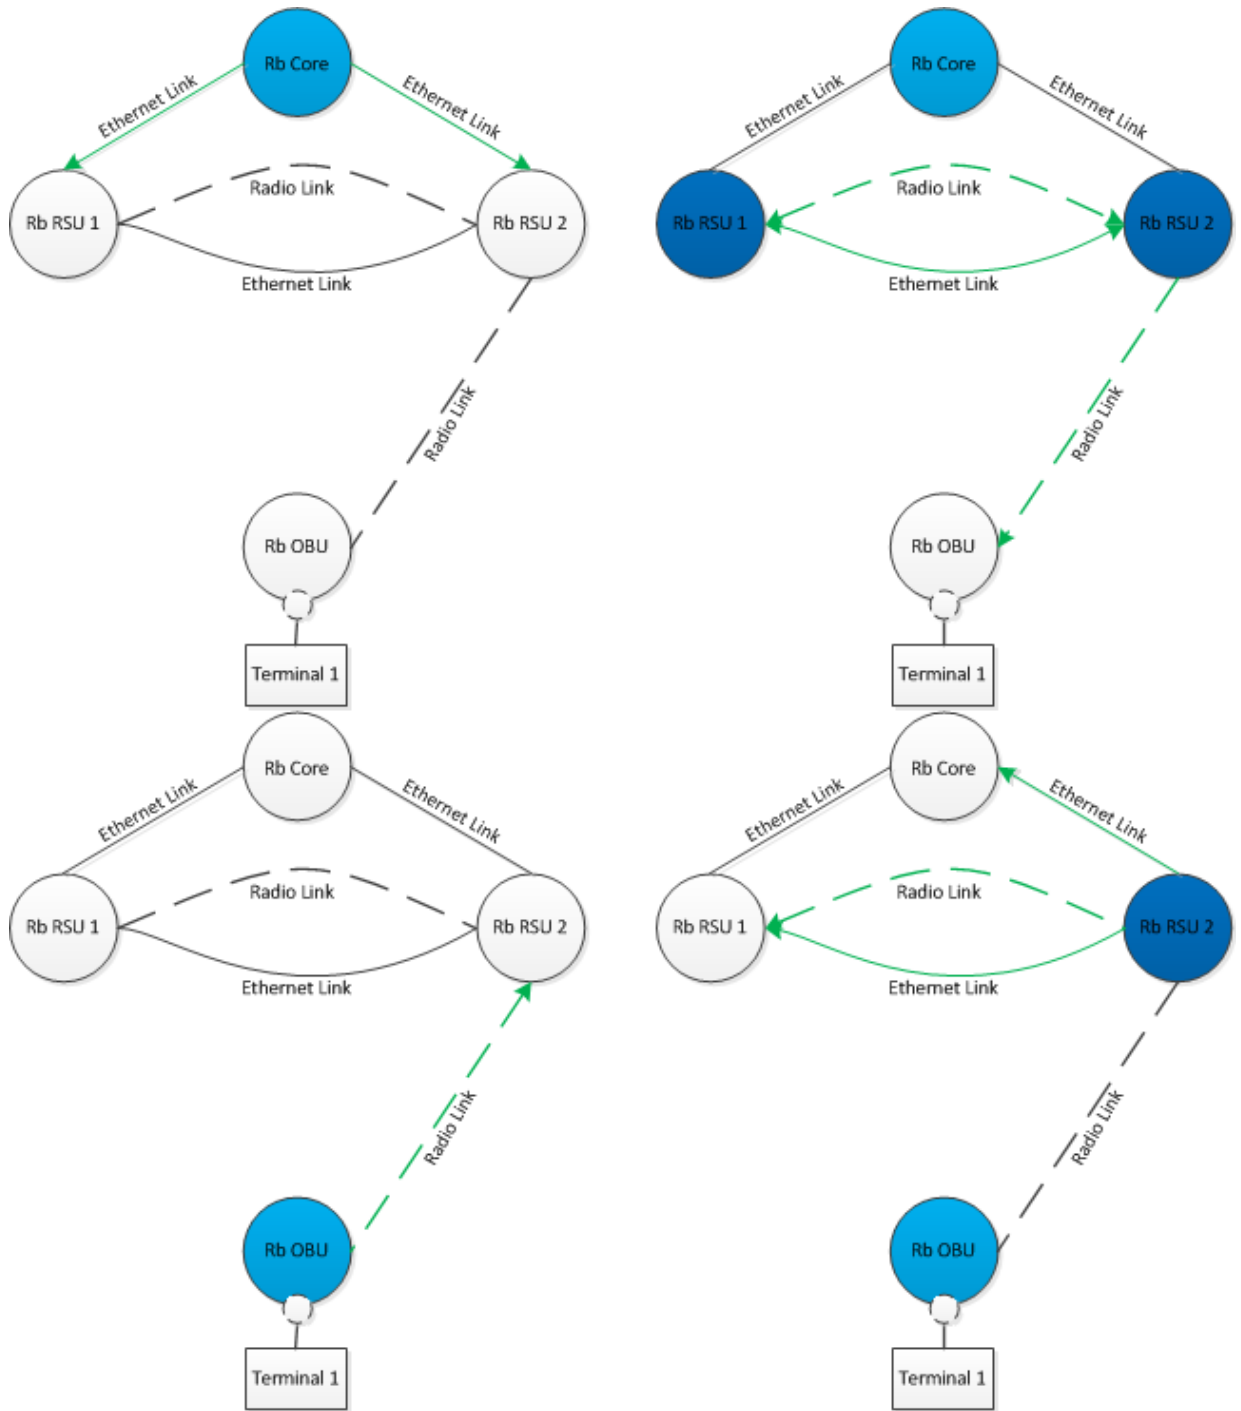 Rb Core
Ethernet Link
Ethernet Link
Radio Link
Rb RSU 1
Rb RSU 2
Ethernet Link
Radio Link
Rb OBU
Terminal 1
Rb Core
Ethernet Link
Ethernet Link
Radio Link
Rb RSU 1
Rb RSU 2
Ethernet Link
Radio Link
Rb OBU
Terminal 1
Rb Core
Ethernet Link
Ethernet Link
Radio Link
Rb RSU 1
Rb RSU 2
Ethernet Link
Radio Link
Rb OBU
Terminal 1
Rb Core
Ethernet Link
Ethernet Link
Radio Link
Rb RSU 1
Rb RSU 2
Ethernet Link
Radio Link
Rb OBU
Terminal 1